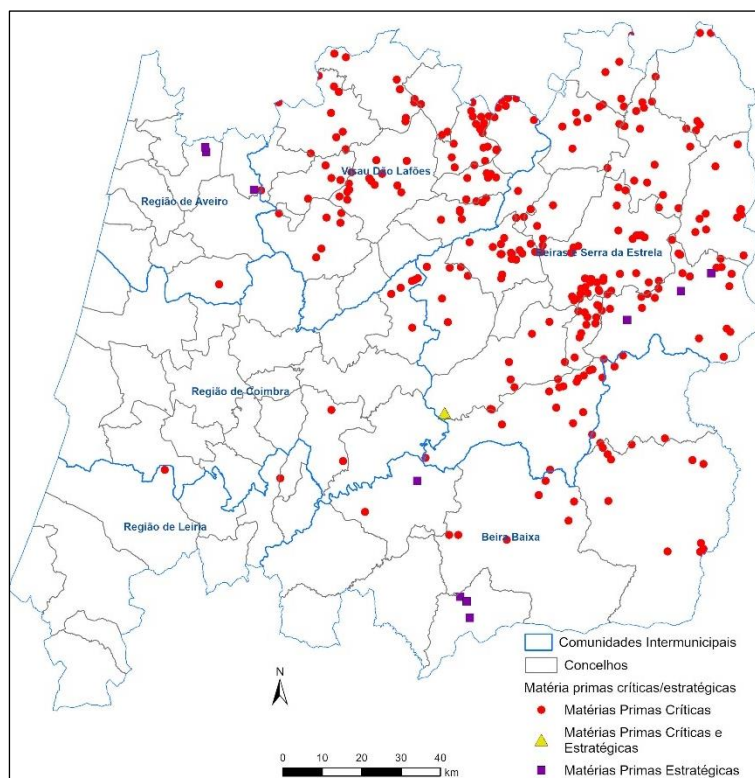 Viseu Dão Lafões
Região de Aveiro
Beiras e Serra da Estrela
Região de Coimbra
Região de Leiria
Beira Baixa
N
0 10 20 30 40
km
Comunidades Intermunicipais
Concelhos
Matéria primas críticas/estratégicas
Matérias Primas Críticas
Matérias Primas Críticas e
Estratégicas
Matérias Primas Estratégicas